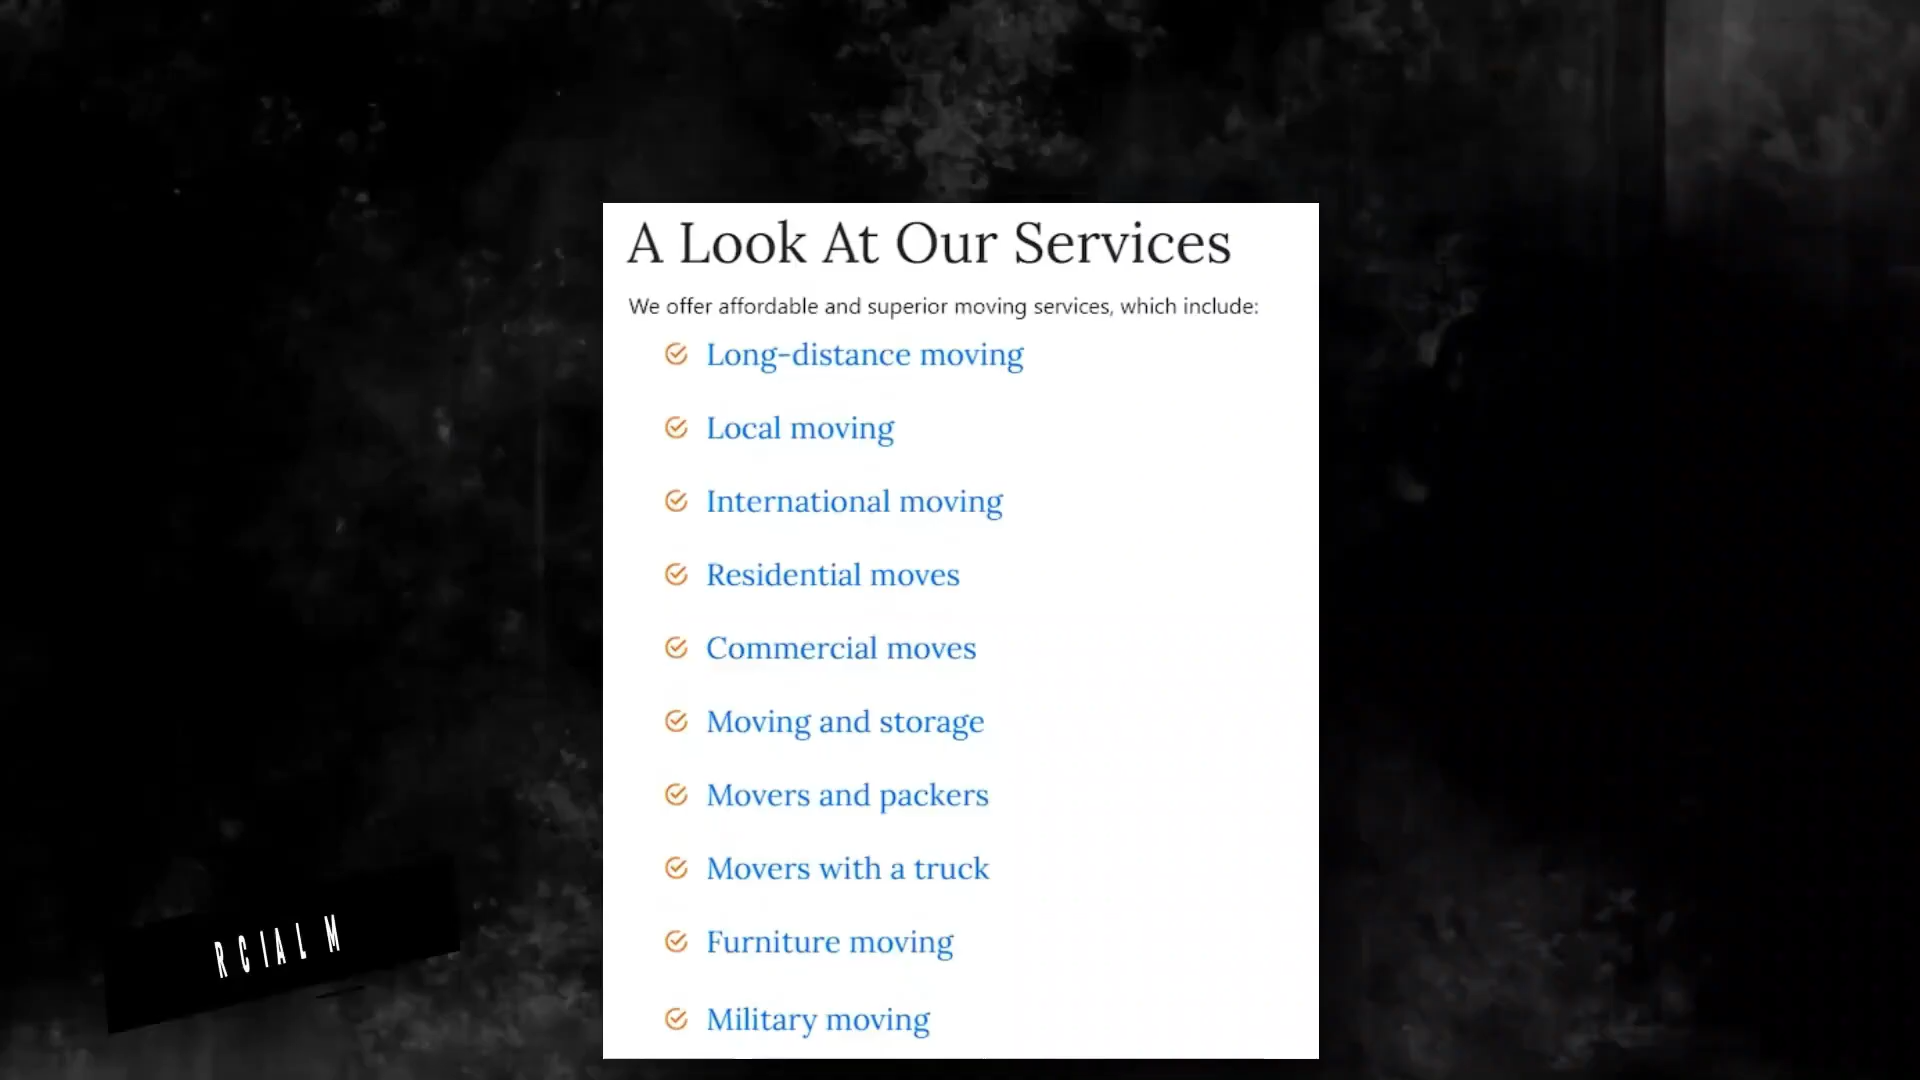 A Look At Our Services
We offer affordable and superior moving services, which include:
Long-distance moving
Local moving
International moving
Residential moves
Commercial moves
Moving and storage
Movers and packers
Movers with a truck
Furniture moving
Military moving
RCIAL M